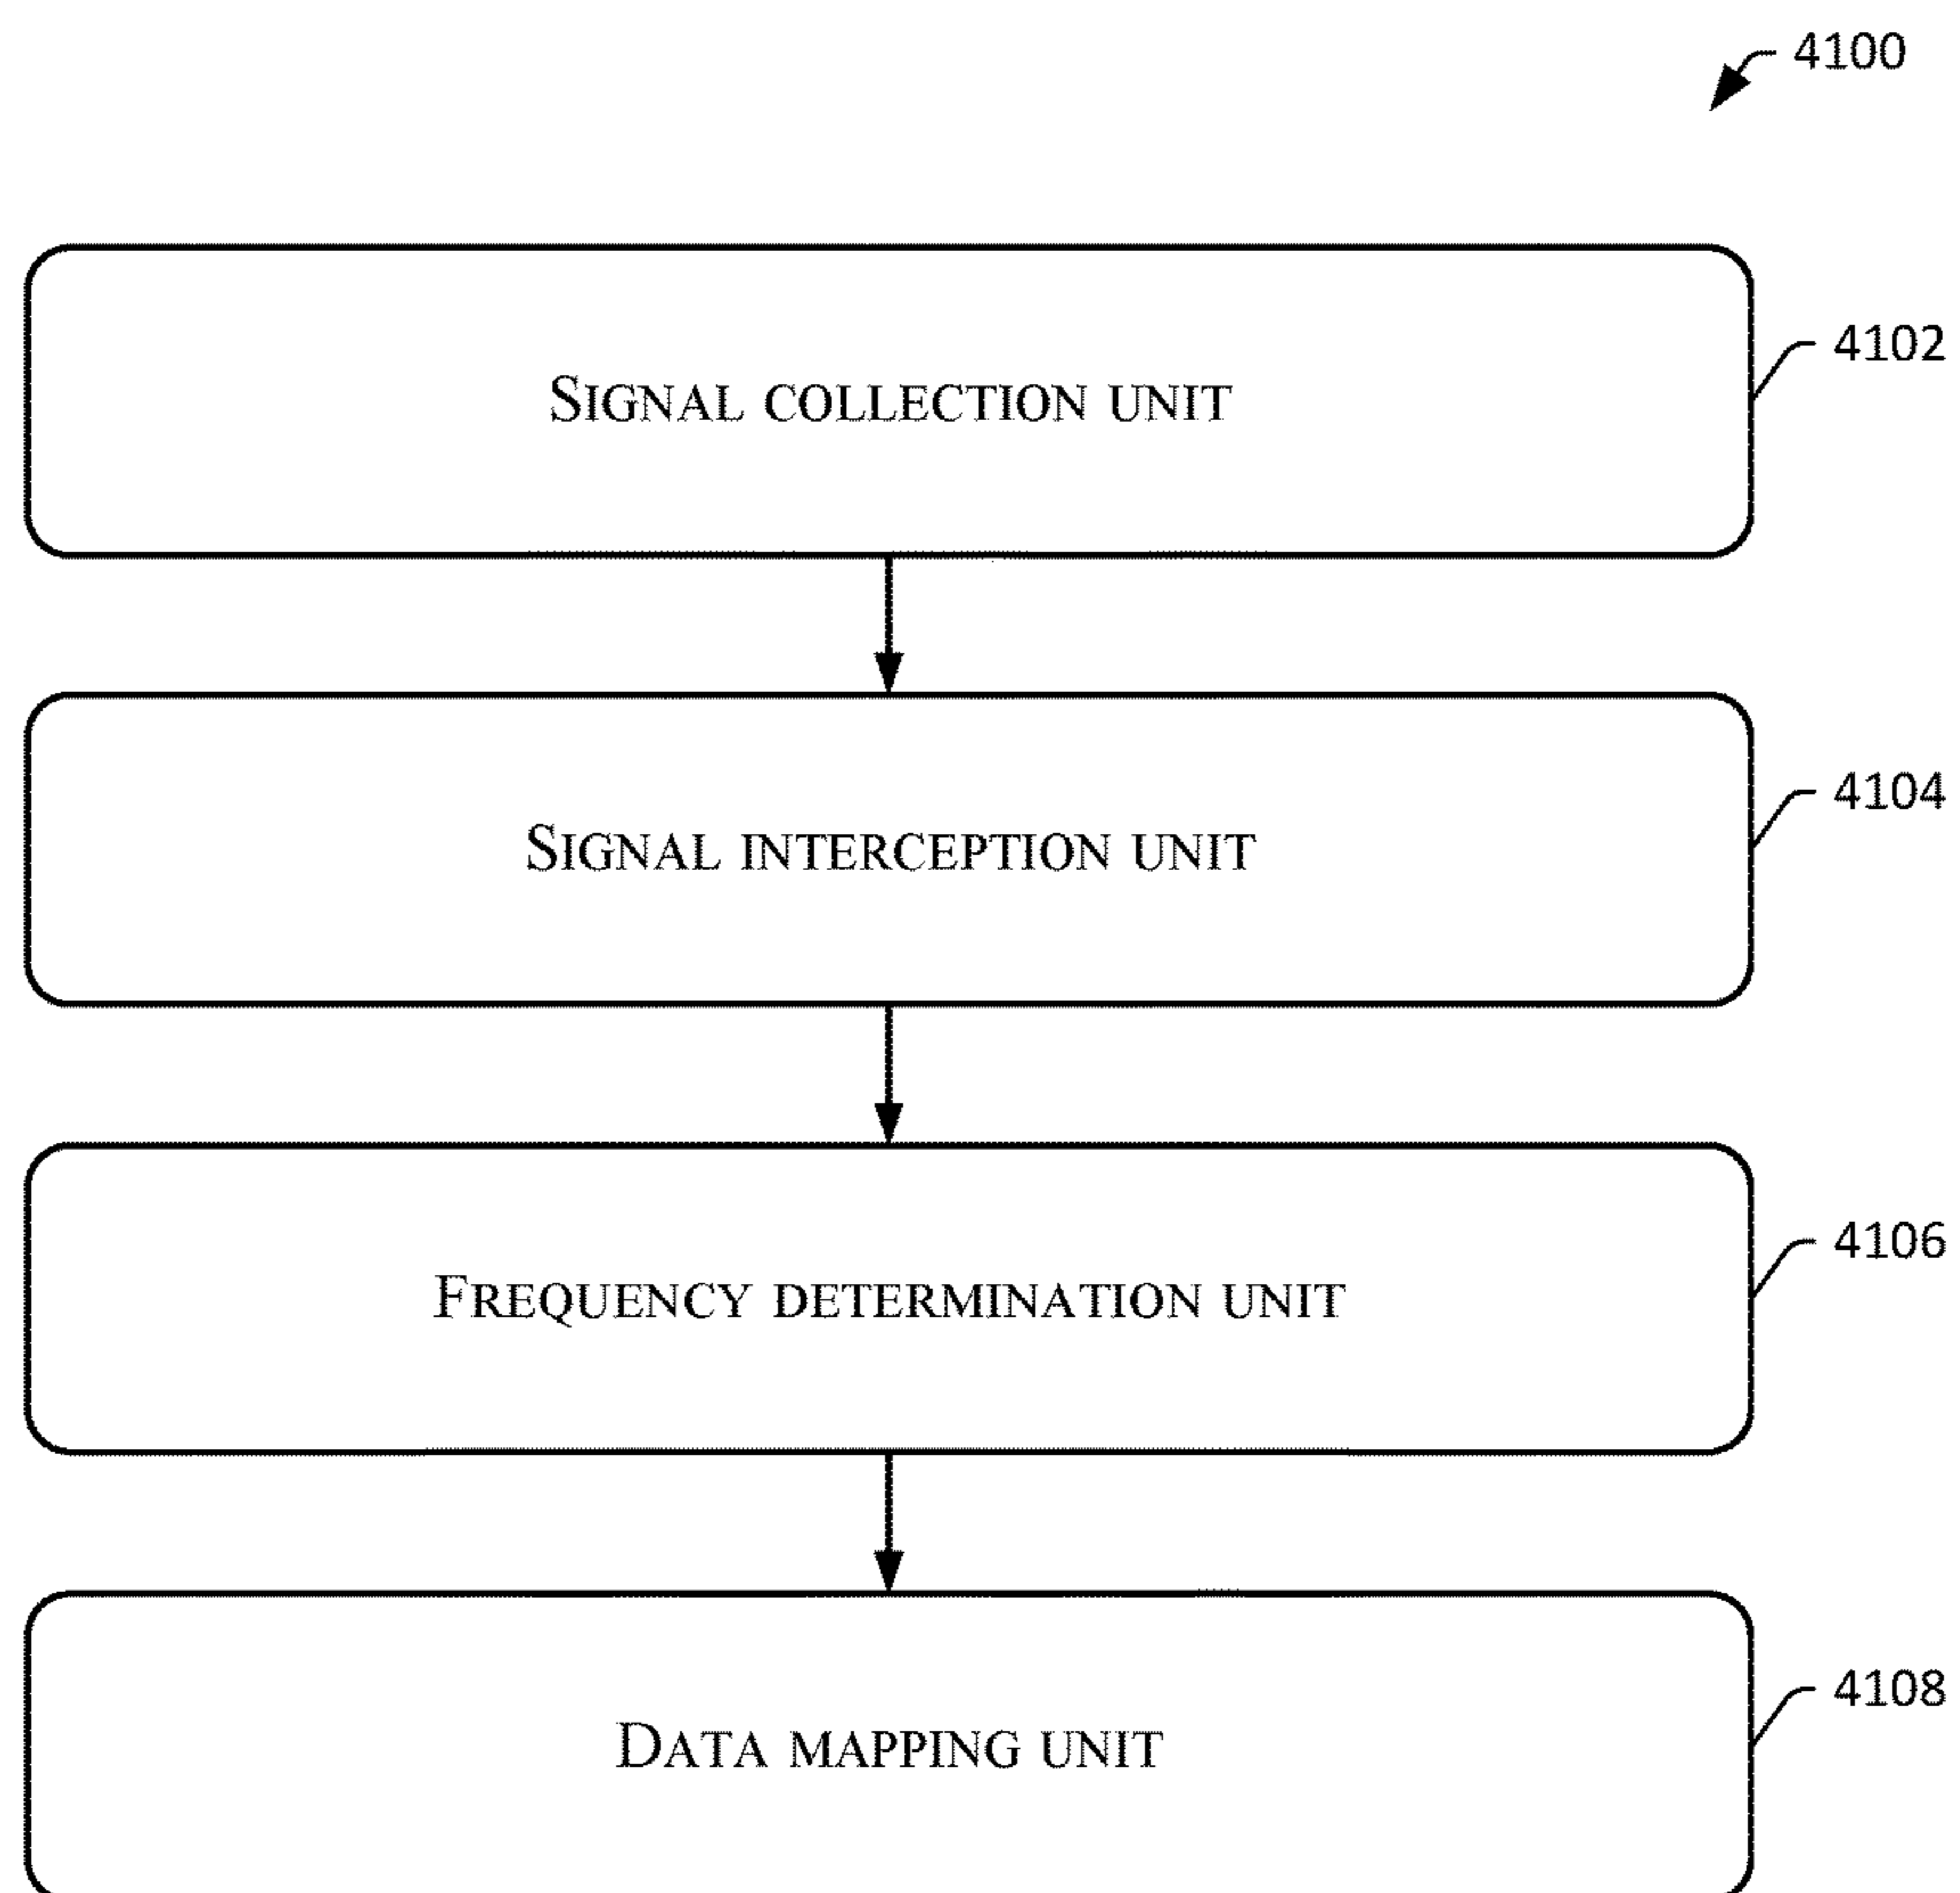 4100
SIGNAL COLLECTION UNIT
4102
SIGNAL INTERCEPTION UNIT
4104
FREQUENCY DETERMINATION UNIT
4106
DATA MAPPING UNIT
4108